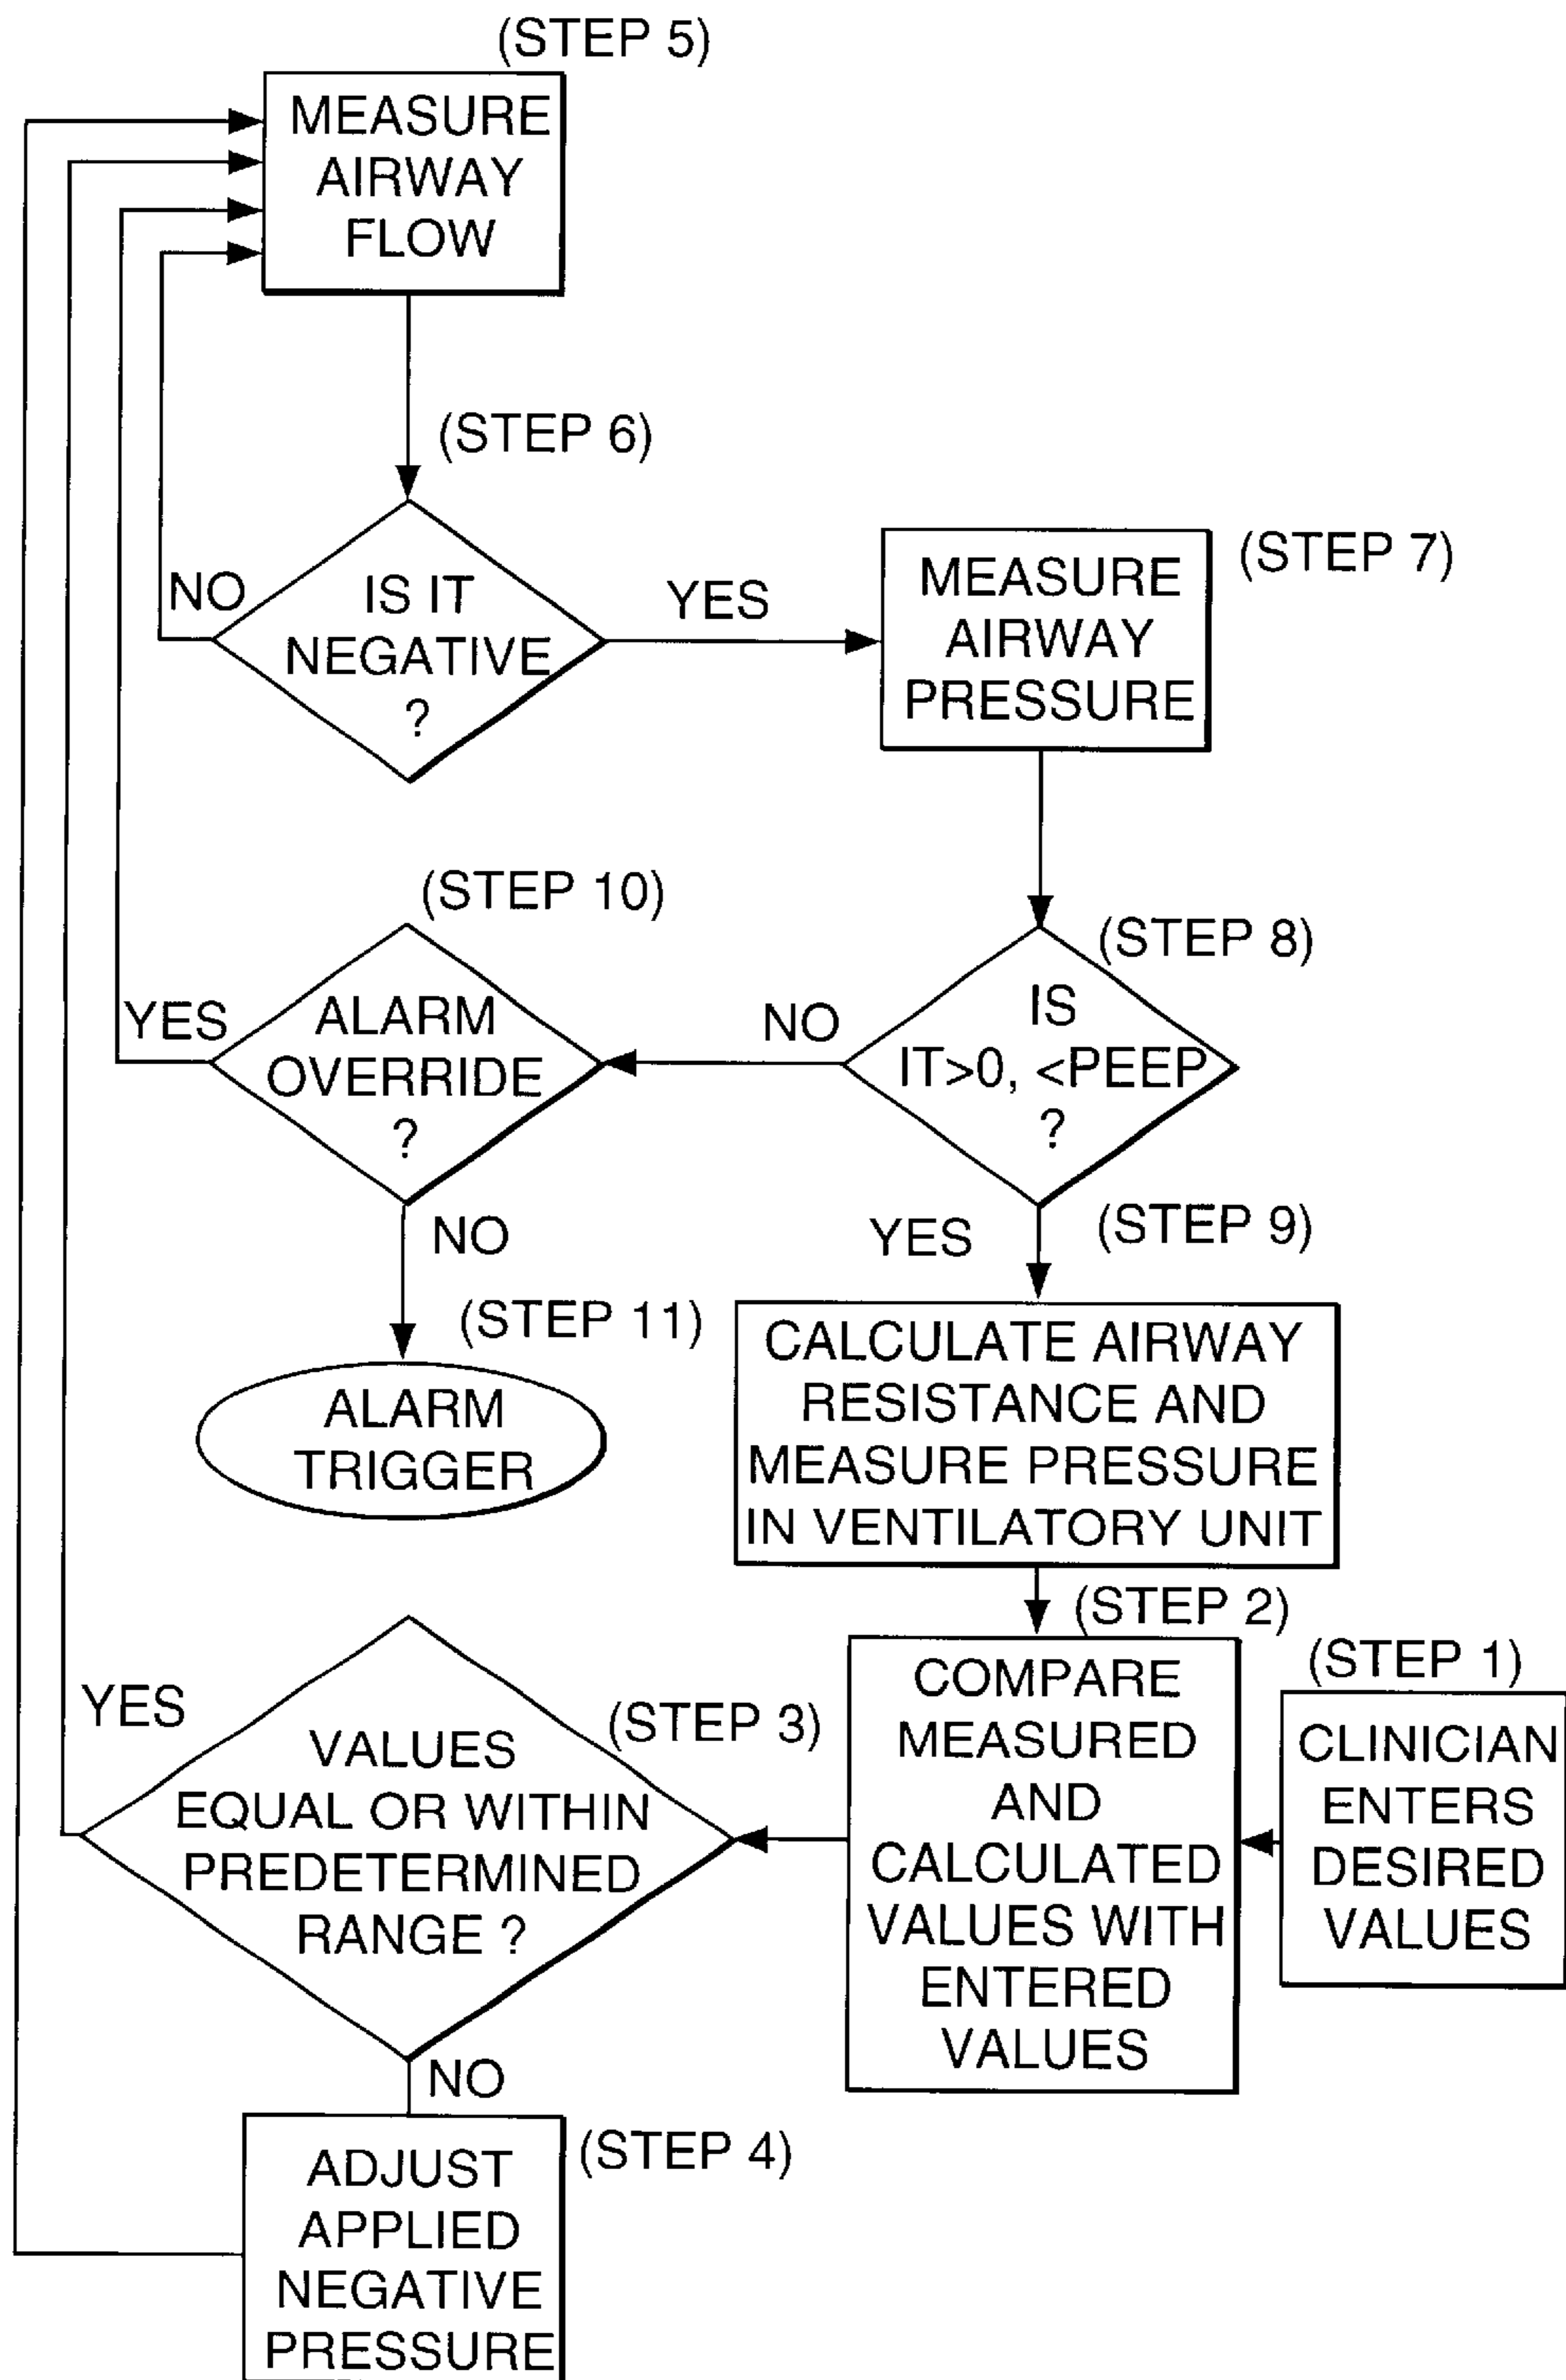 (STEP 5)
MEASURE
AIRWAY
FLOW
(STEP 6)
IS IT
NEGATIVE
?
NO
YES
MEASURE
AIRWAY
PRESSURE
(STEP 7)
(STEP 8)
IS
IT>0, <PEEP
?
NO
(STEP 10)
ALARM
OVERRIDE
?
YES
NO
(STEP 11)
ALARM
TRIGGER
YES
(STEP 9)
CALCULATE AIRWAY
RESISTANCE AND
MEASURE PRESSURE
IN VENTILATORY UNIT
(STEP 2)
COMPARE
MEASURED
AND
CALCULATED
VALUES WITH
ENTERED
VALUES
(STEP 1)
CLINICIAN
ENTERS
DESIRED
VALUES
(STEP 3)
VALUES
EQUAL OR WITHIN
PREDETERMINED
RANGE ?
YES
NO
(STEP 4)
ADJUST
APPLIED
NEGATIVE
PRESSURE